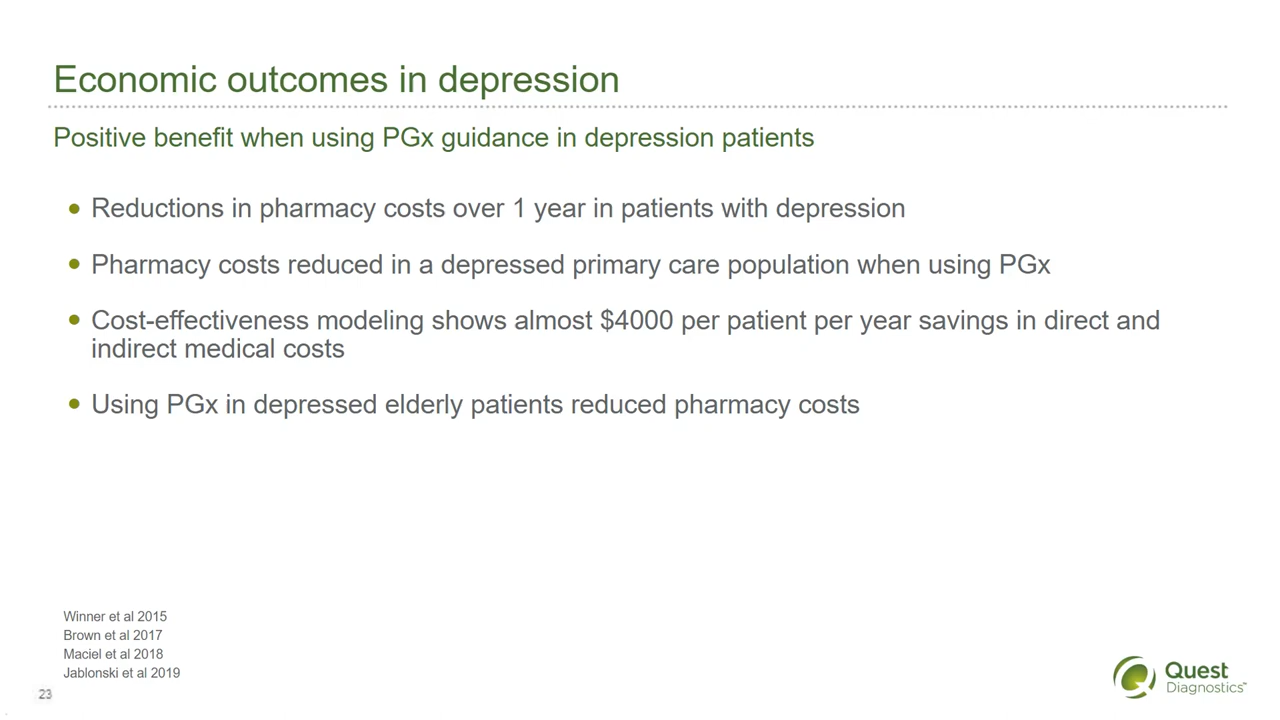 Economic outcomes in depression
Positive benefit when using PGx guidance in depression patients
• Reductions in pharmacy costs over 1 year in patients with depression
• Pharmacy costs reduced in a depressed primary care population when using PGx
• Cost-effectiveness modeling shows almost $4000 per patient per year savings in direct and
indirect medical costs
• Using PGx in depressed elderly patients reduced pharmacy costs
Winner et al 2015
Brown et al 2017
Maciel et al 2018
Jablonski et al 2019
23
Quest
Diagnostics™